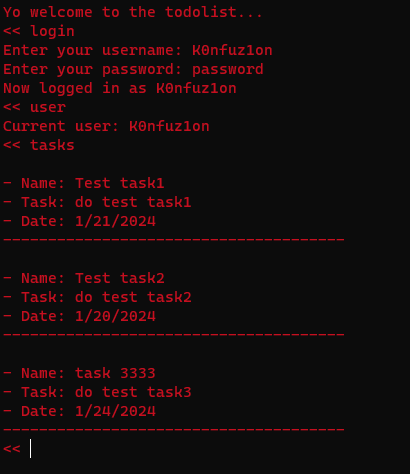 Yo welcome to the todolist...
<< login
Enter your username: K0nfuz1on
Enter your password: password
Now logged in as K0nfuz1on
<< user
Current user: K0nfuz1on
<< tasks
- Name: Test task1
- Task: do test task1
- Date: 1/21/2024
--------------------------------------
- Name: Test task2
- Task: do test task2
- Date: 1/20/2024
--------------------------------------
- Name: task 3333
- Task: do test task3
- Date: 1/24/2024
--------------------------------------
<<